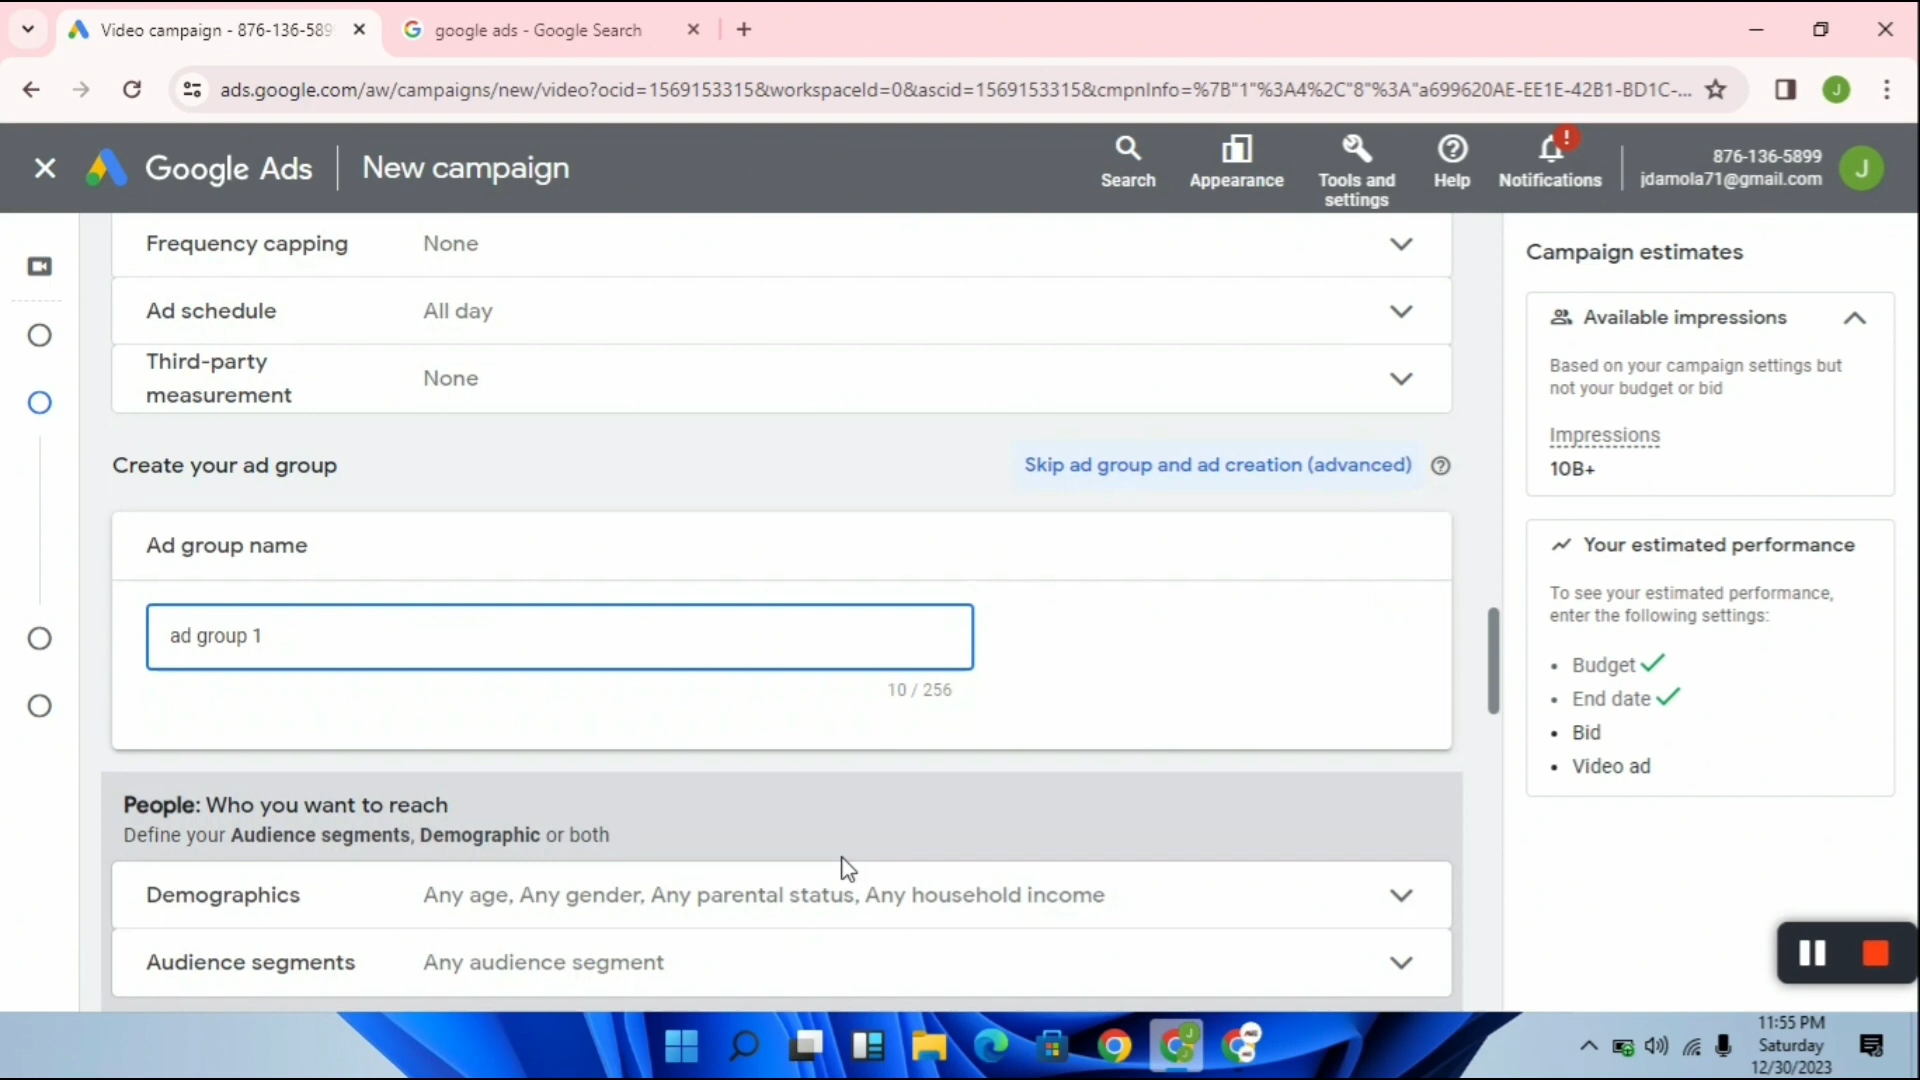 Video campaign - 876-136-589
google ads - Google Search
ads.google.com/aw/campaigns/new/video?ocid=1569153315&workspaceId=0&ascid=1569153315&cmpnInfo=%7B"1"%3A4%2C"8"%3A"a699620AE-EE1E-42B1-BD1C-...
J
Google Ads
New campaign
Search
Appearance
Tools and
settings
Help
!
Notifications
876-136-5899
jdamola71@gmail.com
J
Frequency capping
None
Ad schedule
All day
Third-party
measurement
None
Create your ad group
Skip ad group and ad creation (advanced)
Ad group name
ad group 1
10 / 256
People: Who you want to reach
Define your Audience segments, Demographic or both
Demographics
Any age, Any gender, Any parental status, Any household income
Audience segments
Any audience segment
Campaign estimates
Available impressions
Based on your campaign settings but
not your budget or bid
Impressions
10B+
Your estimated performance
To see your estimated performance,
enter the following settings:
• Budget
• End date
• Bid
• Video ad
11:55 PM
Saturday
12/30/2023